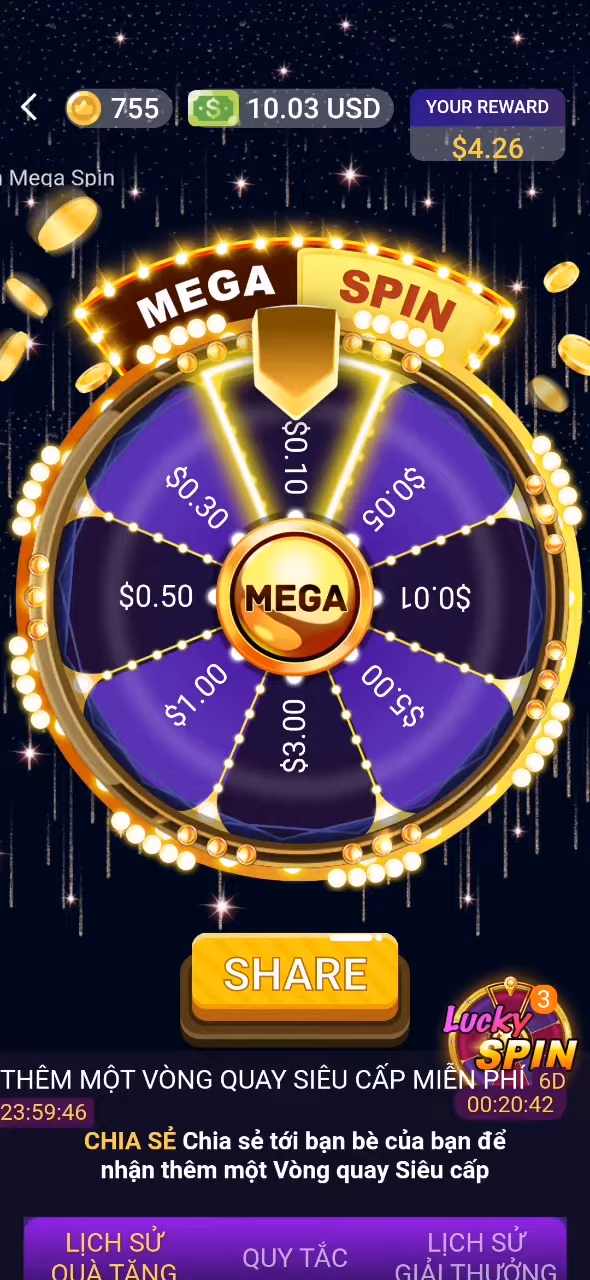 755
10.03 USD
YOUR REWARD
$4.26
Mega Spin
MEGA
SPIN
$0.10
$0.30
$0.05
$0.50
MEGA
$0.01
$1.00
$5.00
$3.00
SHARE
3
Lucky
SPIN
THÊM MỘT VÒNG QUAY SIÊU CẤP MIỄN PHÍ
6D
23:59:46
00:20:42
CHIA SẺ Chia sẻ tới bạn bè của bạn để
nhận thêm một Vòng quay Siêu cấp
LỊCH SỬ
QUÀ TẶNG
QUY TẮC
LỊCH SỬ
GIẢI THƯỞNG